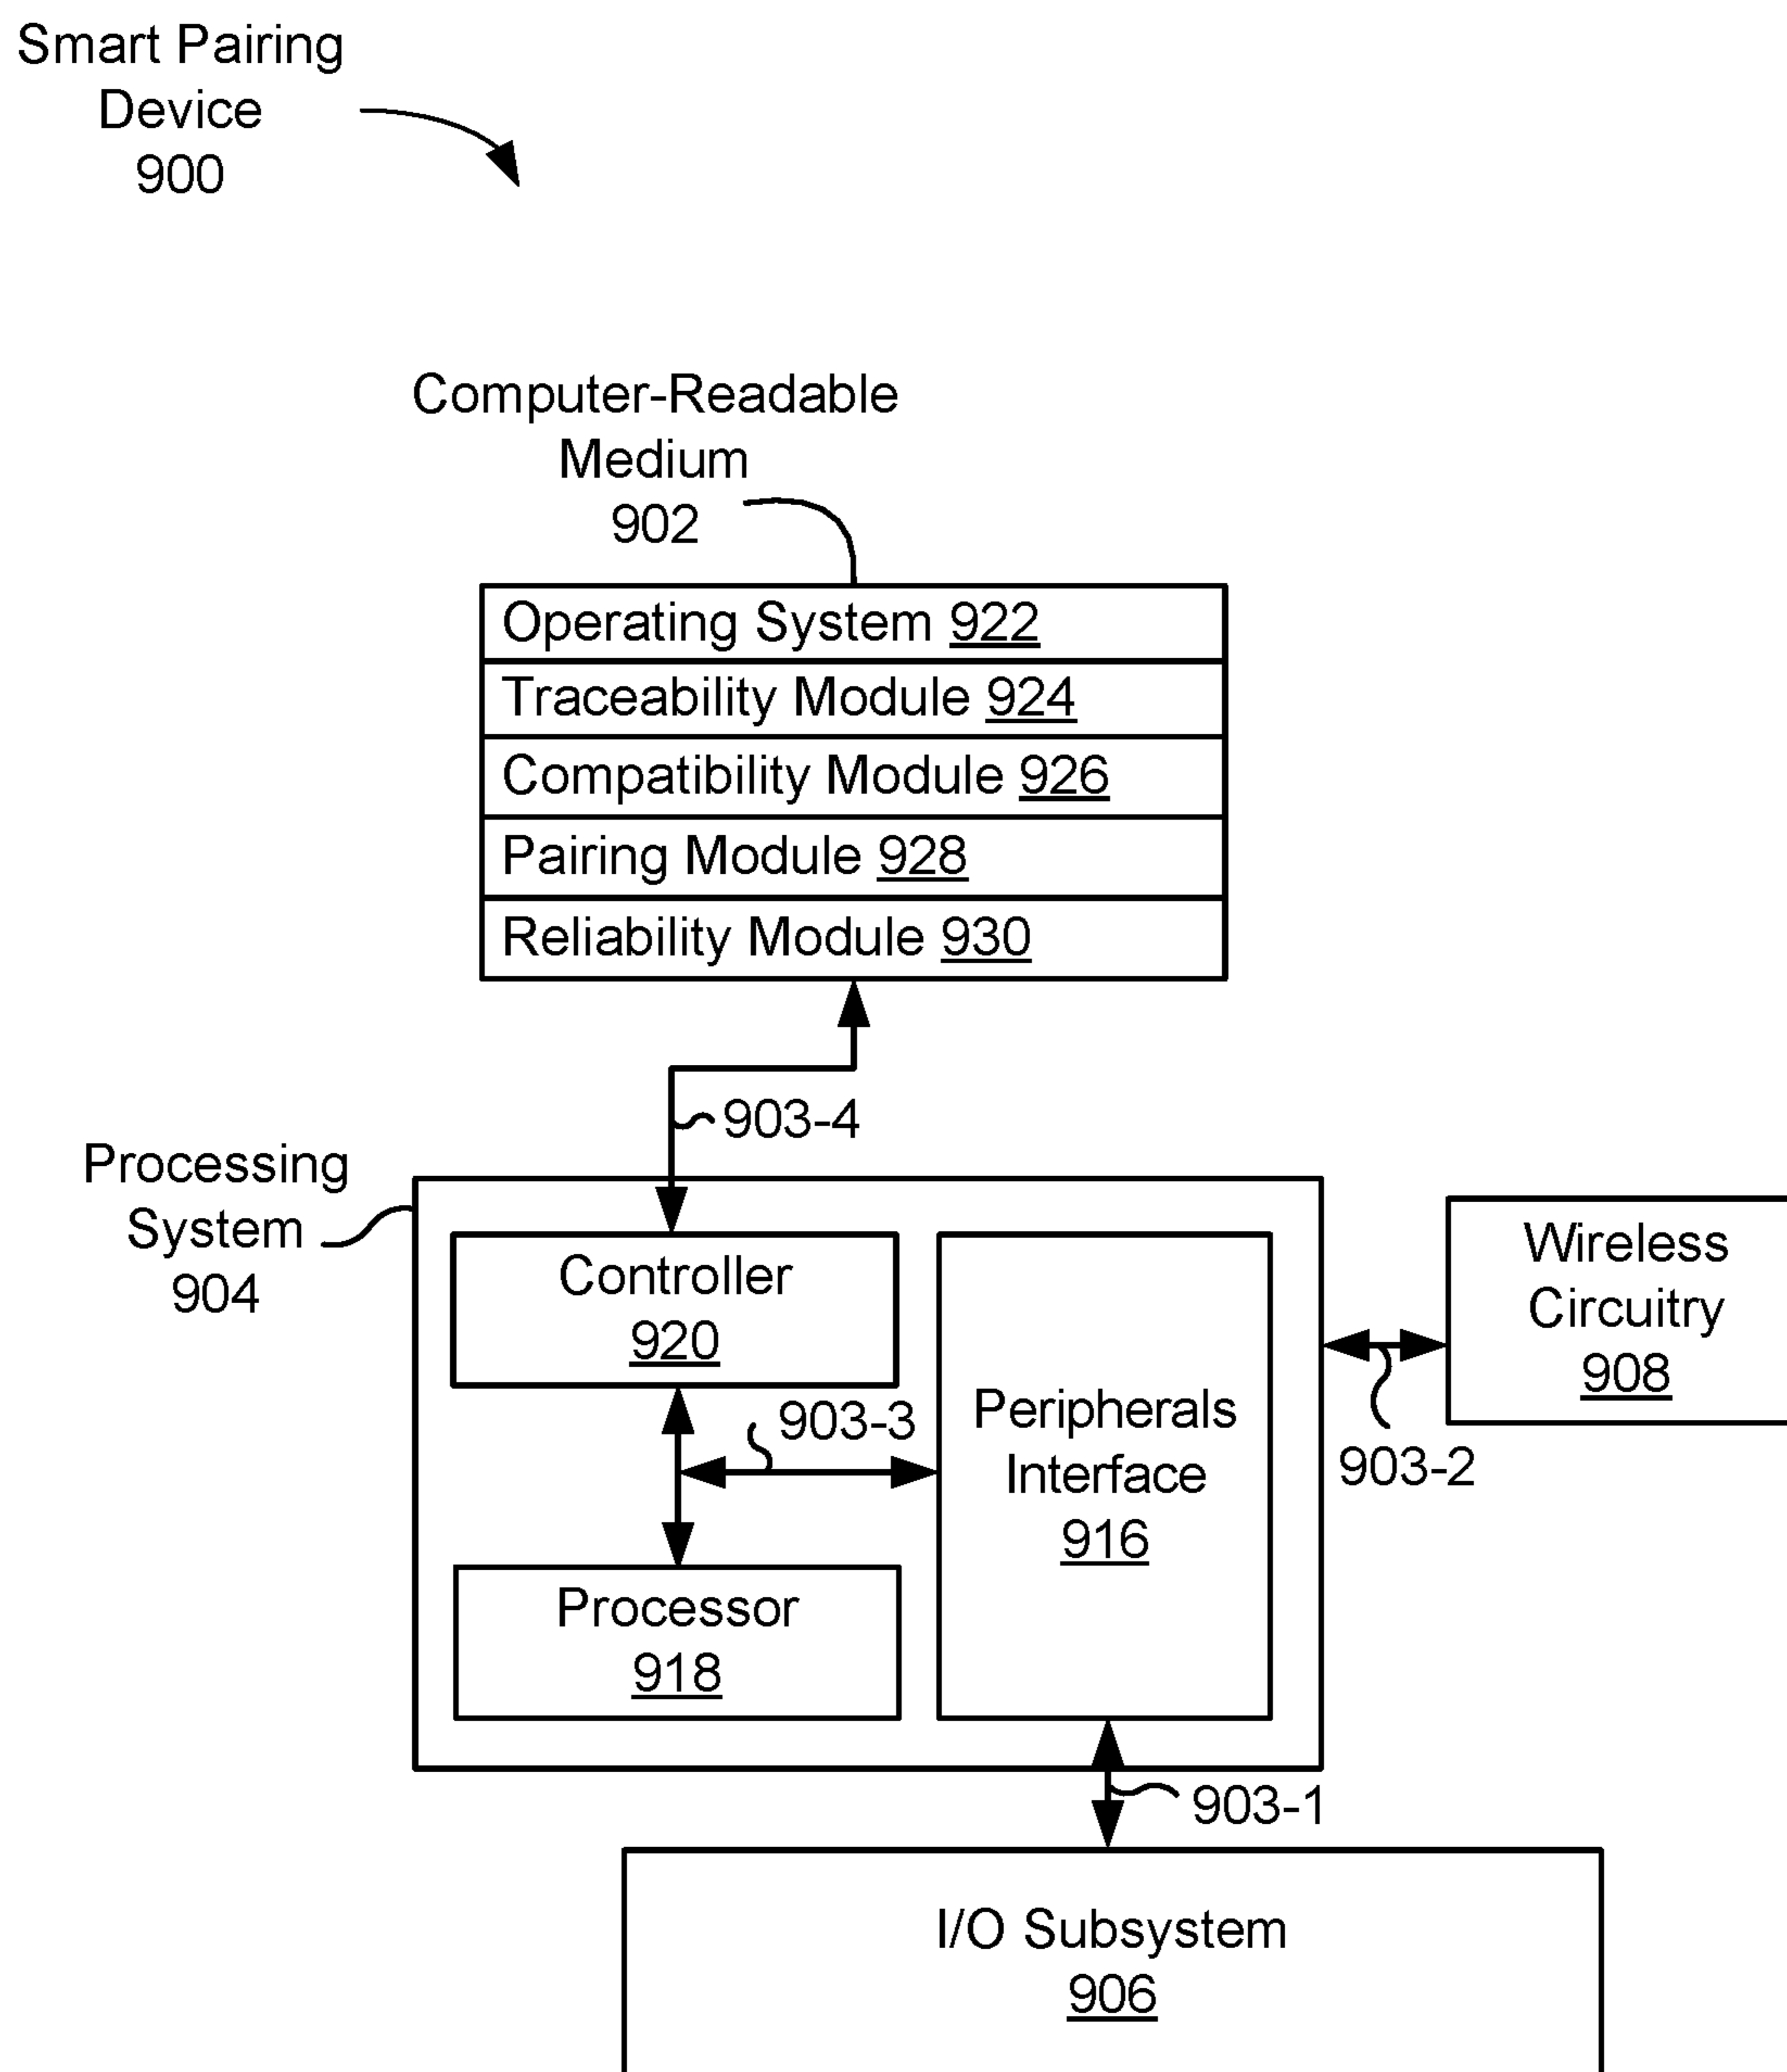 Smart Pairing
Device
900
Computer-Readable
Medium
902
Operating System 922
Traceability Module 924
Compatibility Module 926
Pairing Module 928
Reliability Module 930
903-4
Processing
System
904
Controller
920
903-3
Peripherals
Interface
916
Processor
918
Wireless
Circuitry
908
903-2
903-1
I/O Subsystem
906